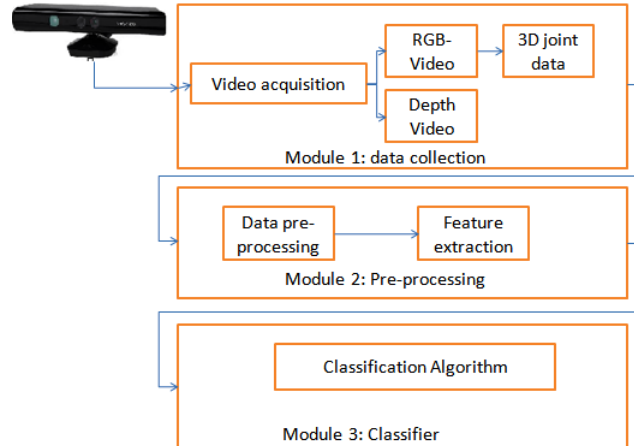 RGB-
Video
3D joint
data
Video acquisition
Depth
Video
Module 1: data collection
Data pre-
processing
Feature
extraction
Module 2: Pre-processing
Classification Algorithm
Module 3: Classifier